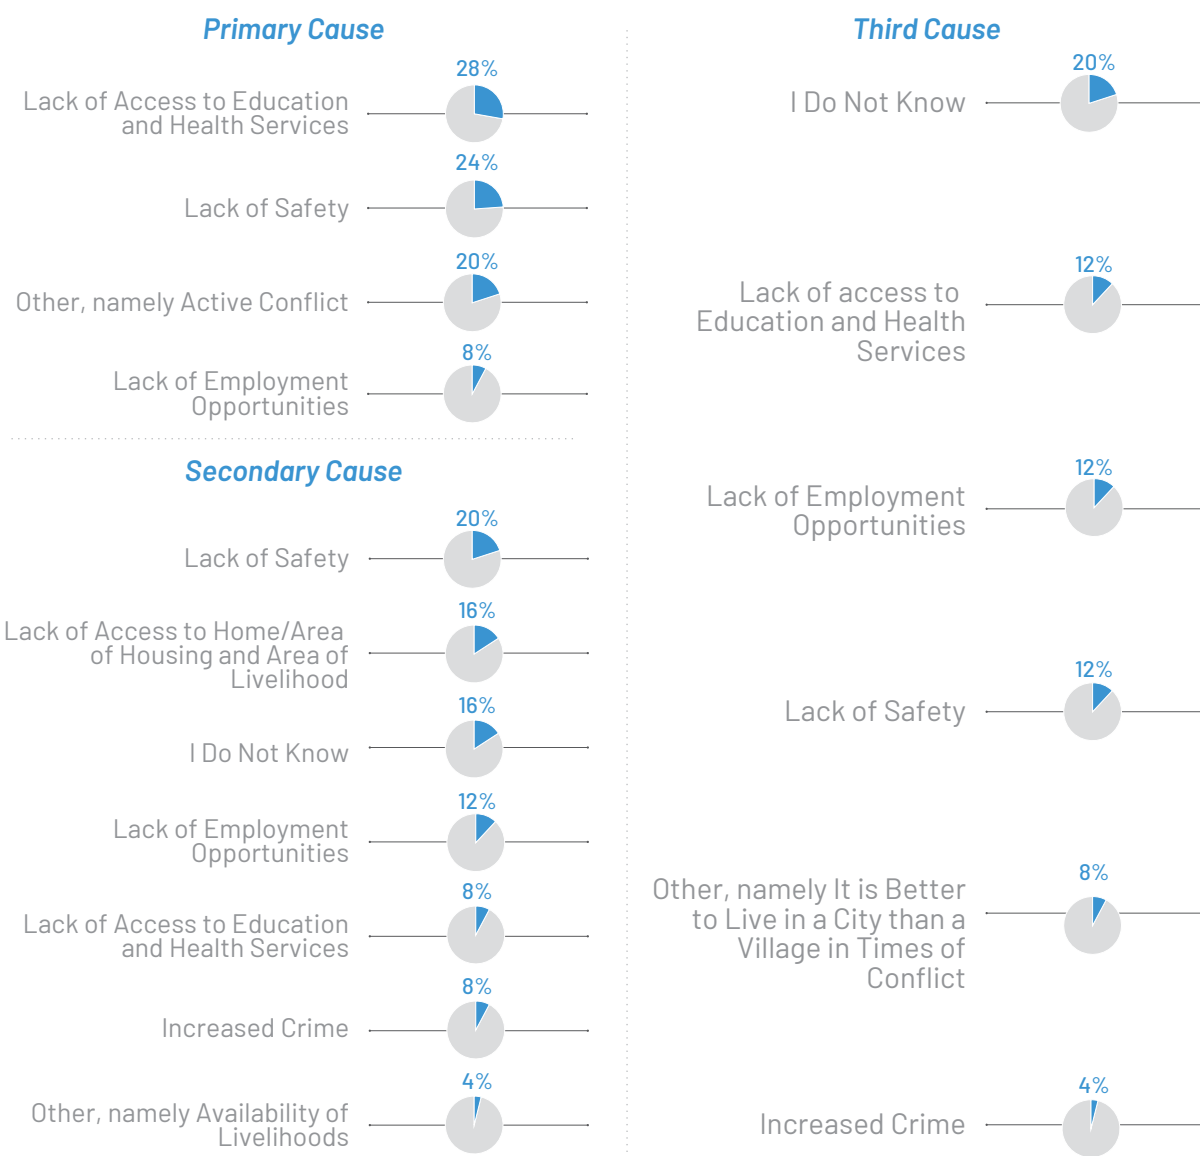 Primary Cause
28%
Lack of Access to Education
and Health Services
24%
Lack of Safety
20%
Other, namely Active Conflict
8%
Lack of Employment
Opportunities
Secondary Cause
20%
Lack of Safety
16%
Lack of Access to Home/Area
of Housing and Area of
Livelihood
16%
I Do Not Know
12%
Lack of Employment
Opportunities
8%
Lack of Access to Education
and Health Services
8%
Increased Crime
4%
Other, namely Availability of
Livelihoods
Third Cause
20%
I Do Not Know
12%
Lack of access to
Education and Health
Services
12%
Lack of Employment
Opportunities
12%
Lack of Safety
8%
Other, namely It is Better
to Live in a City than a
Village in Times of
Conflict
4%
Increased Crime